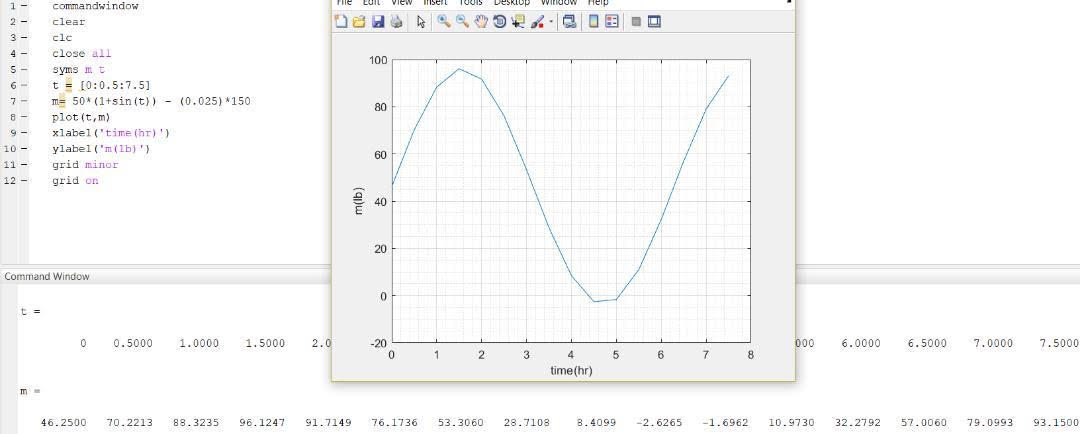 1 - commandwindow
2 - clear
3 - clc
4 - close all
5 - syms m t
6 - t = [0:0.5:7.5]
7 - m= 50*(1+sin(t)) - (0.025)*150
8 - plot(t,m)
9 - xlabel('time(hr)')
10 - ylabel('m(lb)')
11 - grid minor
12 - grid on
File Edit View Insert Tools Desktop Window Help
100
80
60
40
20
0
-20
m(lb)
0 1 2 3 4 5 6 7 8
time(hr)
Command Window
t =
0 0.5000 1.0000 1.5000 2.0 000 6.0000 6.5000 7.0000 7.5000
m =
46.2500 70.2213 88.3235 96.1247 91.7149 76.1736 53.3060 28.7108 8.4099 -2.6265 -1.6962 10.9730 32.2792 57.0060 79.0993 93.1500